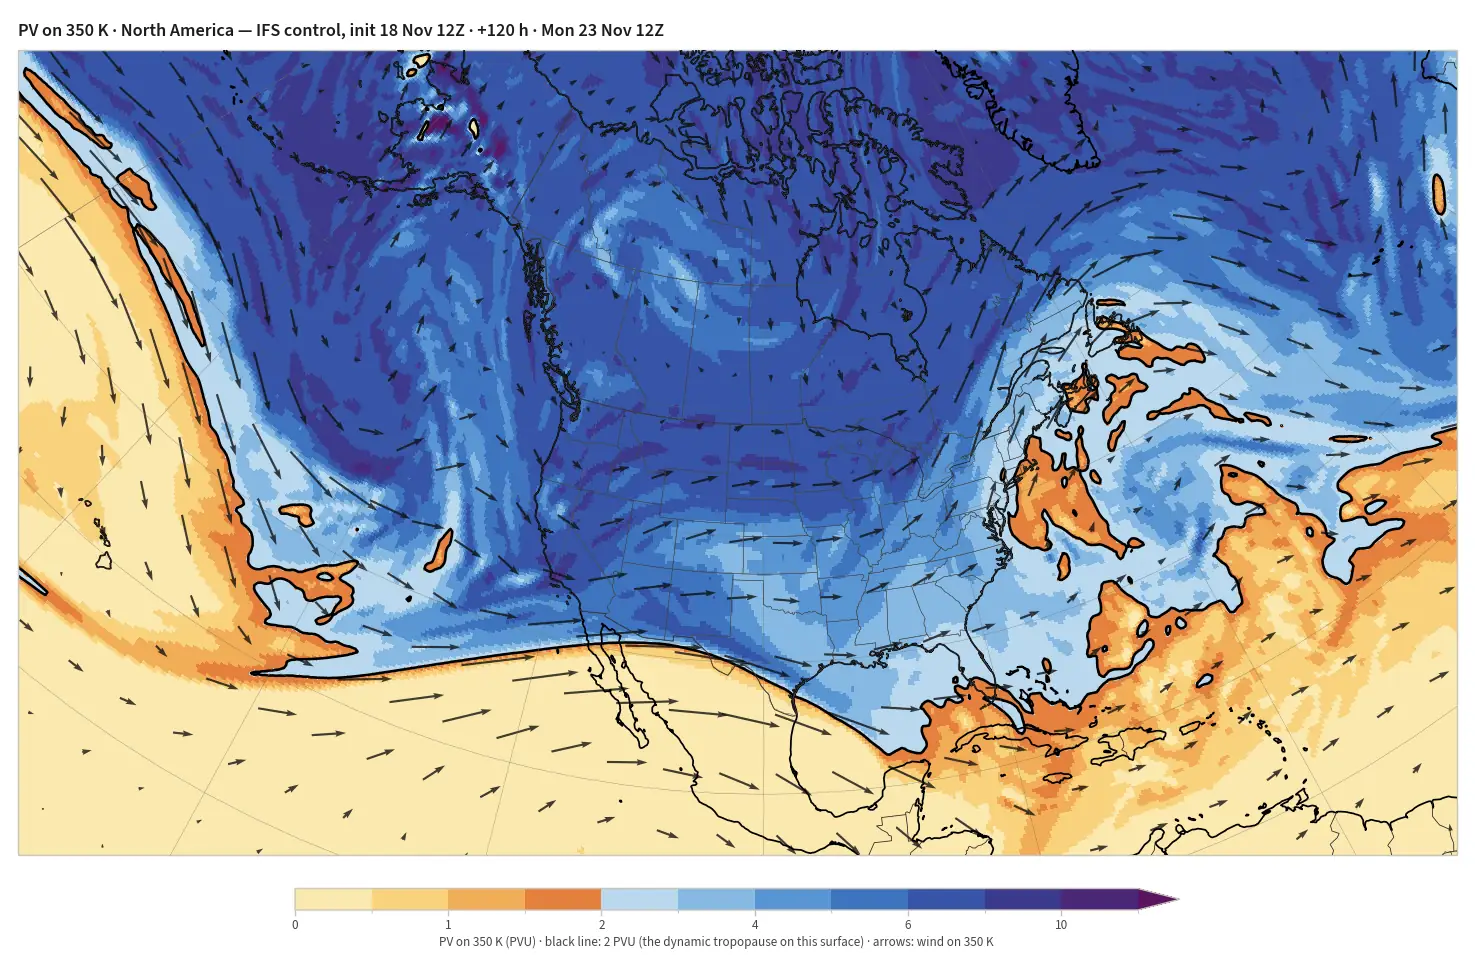 PV on 350 K · North America — IFS control, init 18 Nov 12Z · +120 h · Mon 23 Nov 12Z
0 1 2 4 6 10
PV on 350 K (PVU) · black line: 2 PVU (the dynamic tropopause on this surface) · arrows: wind on 350 K